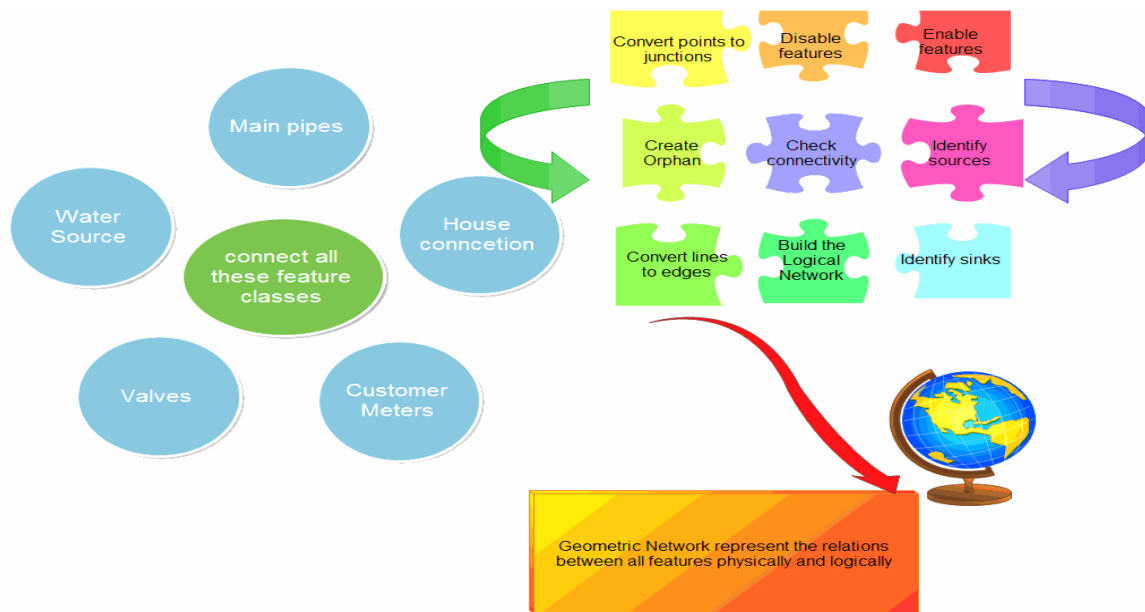 Main pipes
Water
Source
House
conncetion
connect all
these feature
classes
Valves
Customer
Meters
Convert points to
junctions
Disable
features
Enable
features
Create
Orphan
Check
connectivity
Identify
sources
Convert lines
to edges
Build the
Logical
Network
Identify sinks
Geometric Network represent the relations
between all features physically and logically